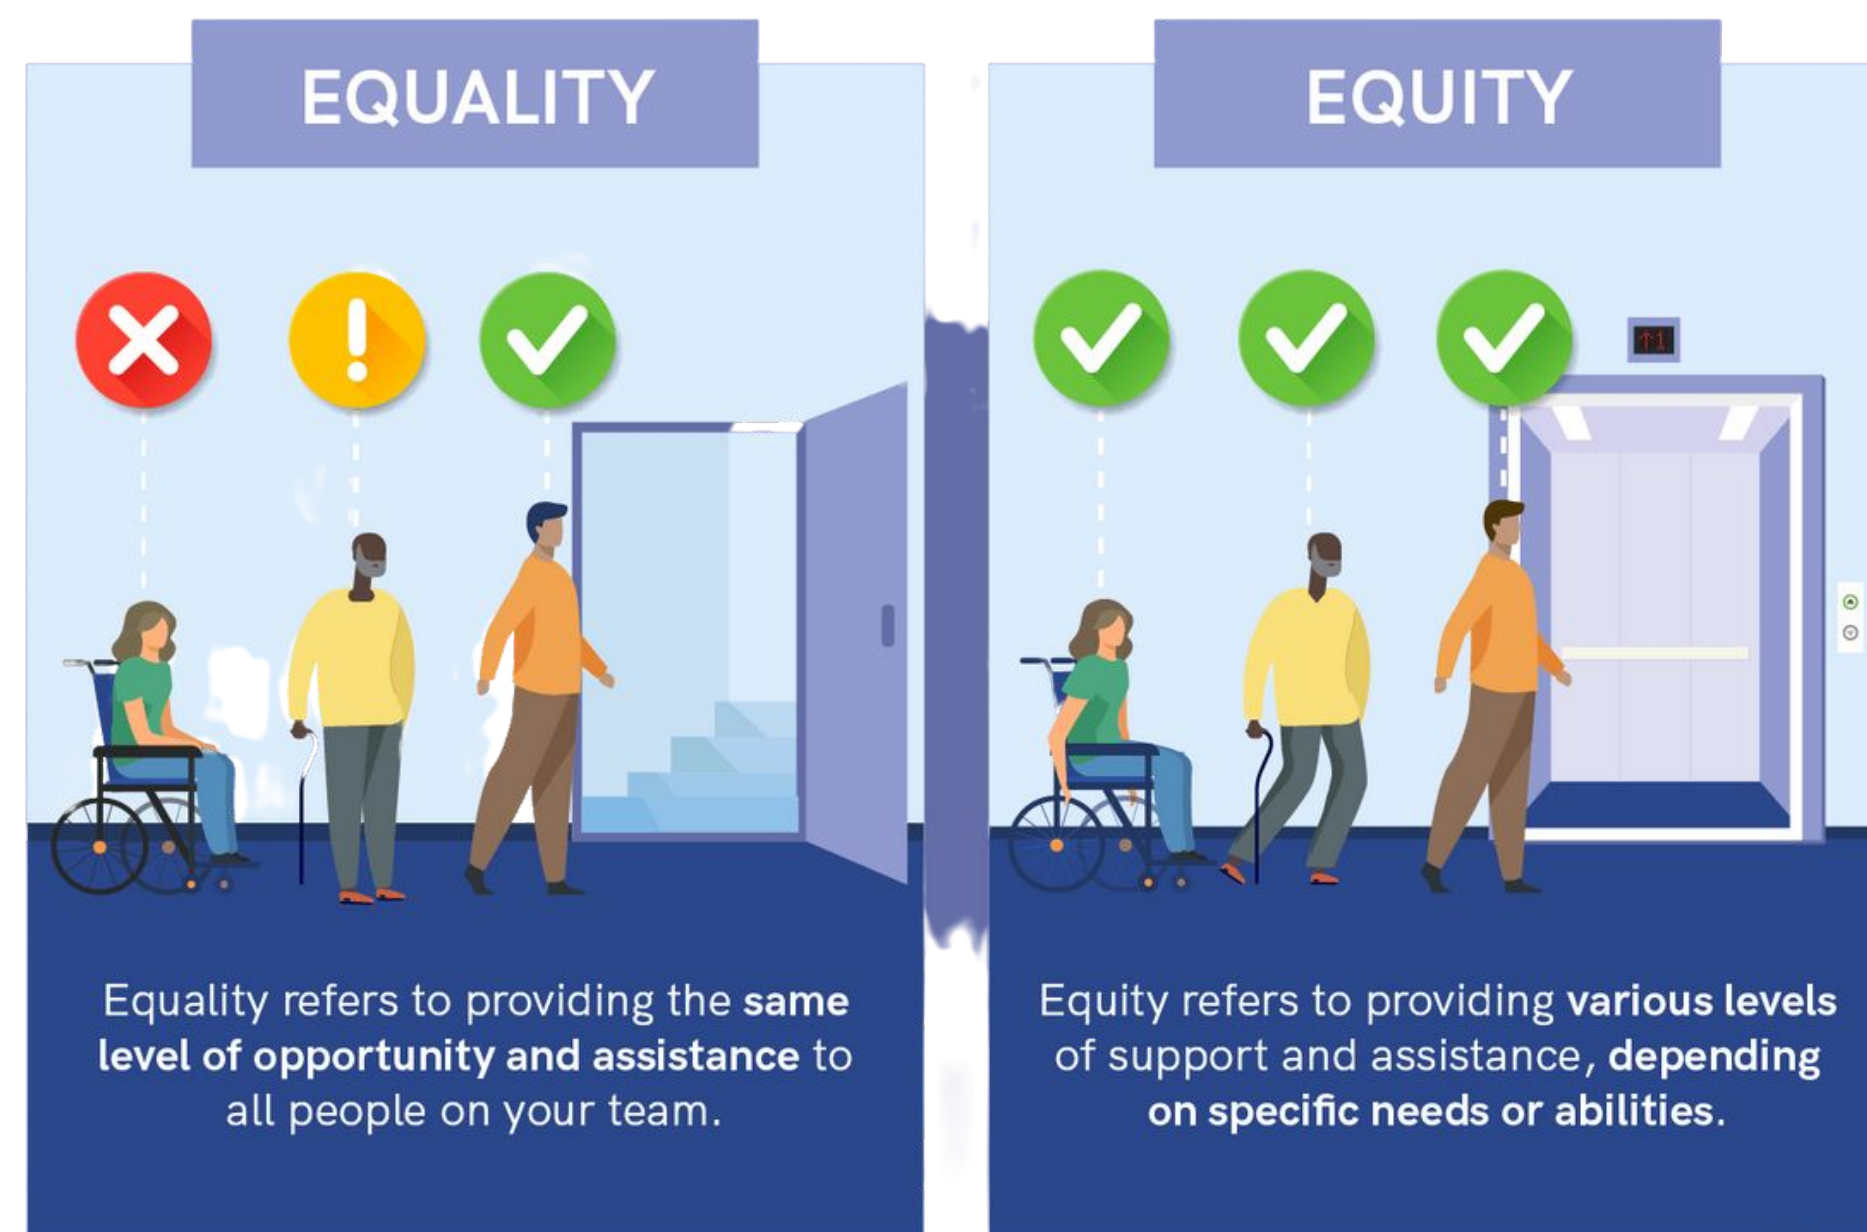 EQUALITY
Equality refers to providing the same
level of opportunity and assistance to
all people on your team.
EQUITY
↑1
Equity refers to providing various levels
of support and assistance, depending
on specific needs or abilities.